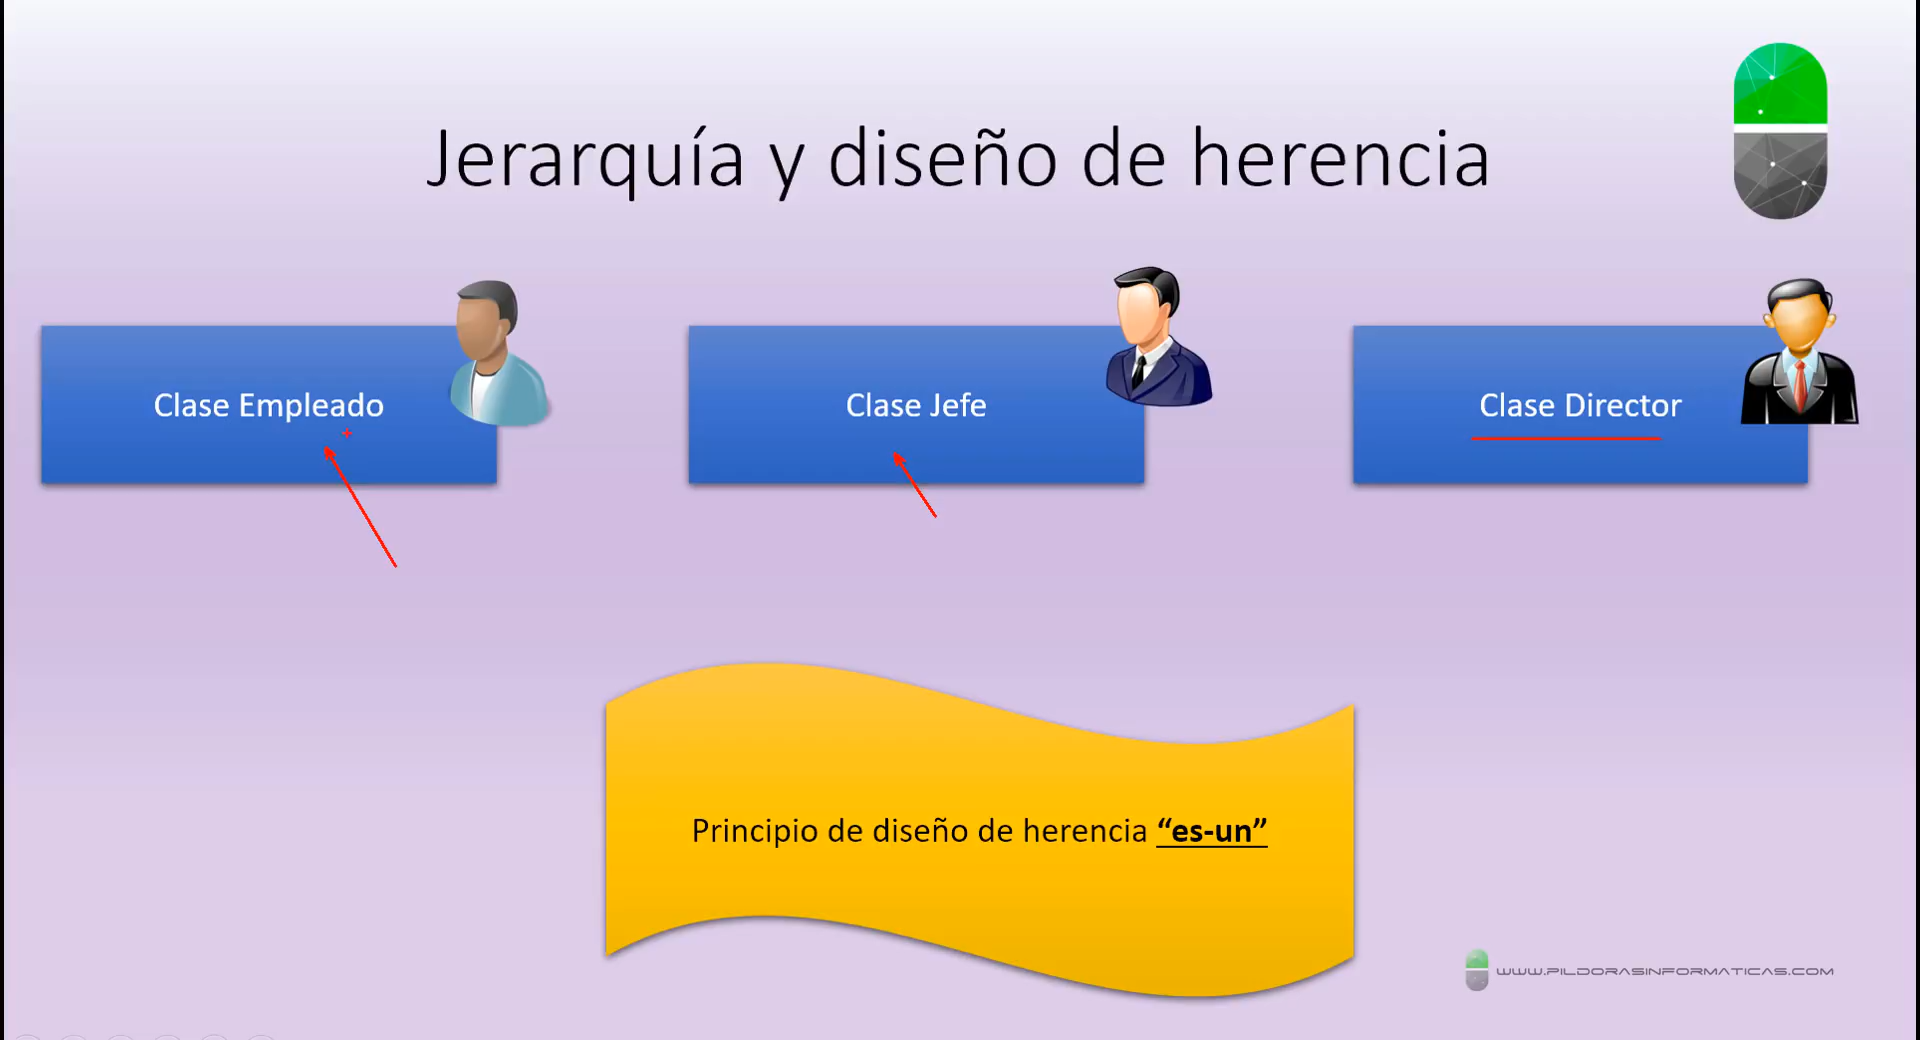 Jerarquía y diseño de herencia
Clase Empleado
Clase Jefe
Clase Director
Principio de diseño de herencia “es-un”
WWW.PILDORASINFORMATICAS.COM